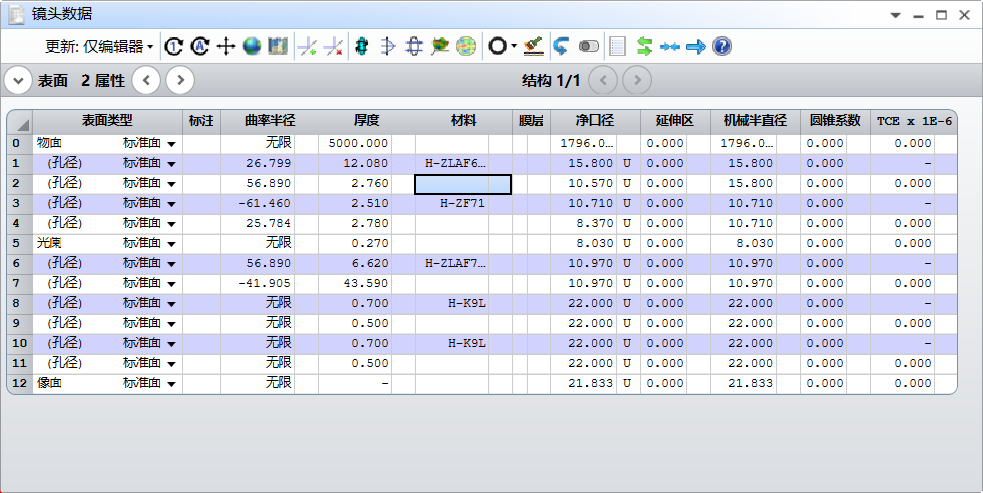 镜头数据
更新: 仅编辑器
表面 2 属性 结构 1/1
表面类型 标注 曲率半径 厚度 材料 膜层 净口径 延伸区 机械半直径 圆锥系数 TCE x 1E-6
0 物面 标准面 无限 5000.000 1796.0... 0.000 1796.0... 0.000 0.000
1 (孔径) 标准面 26.799 12.080 H-ZLAF6... 15.800 U 0.000 15.800 0.000 -
2 (孔径) 标准面 56.890 2.760 10.570 U 0.000 15.800 0.000 0.000
3 (孔径) 标准面 -61.460 2.510 H-ZF71 10.710 U 0.000 10.710 0.000 -
4 (孔径) 标准面 25.784 2.780 8.370 U 0.000 10.710 0.000 0.000
5 光阑 标准面 无限 0.270 8.030 U 0.000 8.030 0.000 0.000
6 (孔径) 标准面 56.890 6.620 H-ZLAF7... 10.970 U 0.000 10.970 0.000 -
7 (孔径) 标准面 -41.905 43.590 10.970 U 0.000 10.970 0.000 0.000
8 (孔径) 标准面 无限 0.700 H-K9L 22.000 U 0.000 22.000 0.000 -
9 (孔径) 标准面 无限 0.500 22.000 U 0.000 22.000 0.000 0.000
10 (孔径) 标准面 无限 0.700 H-K9L 22.000 U 0.000 22.000 0.000 -
11 (孔径) 标准面 无限 0.500 22.000 U 0.000 22.000 0.000 0.000
12 像面 标准面 无限 - 21.833 U 0.000 21.833 0.000 0.000